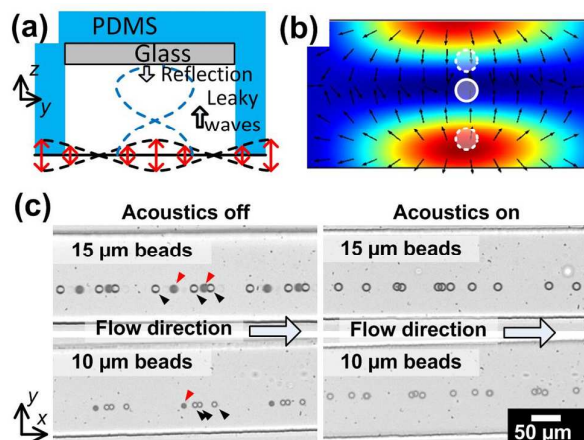 (a)
PDMS
Glass
Reflection
Leaky
waves
z
y
(b)
(c)
Acoustics off
Acoustics on
15 µm beads
15 µm beads
Flow direction
Flow direction
10 µm beads
10 µm beads
y
x
50 µm